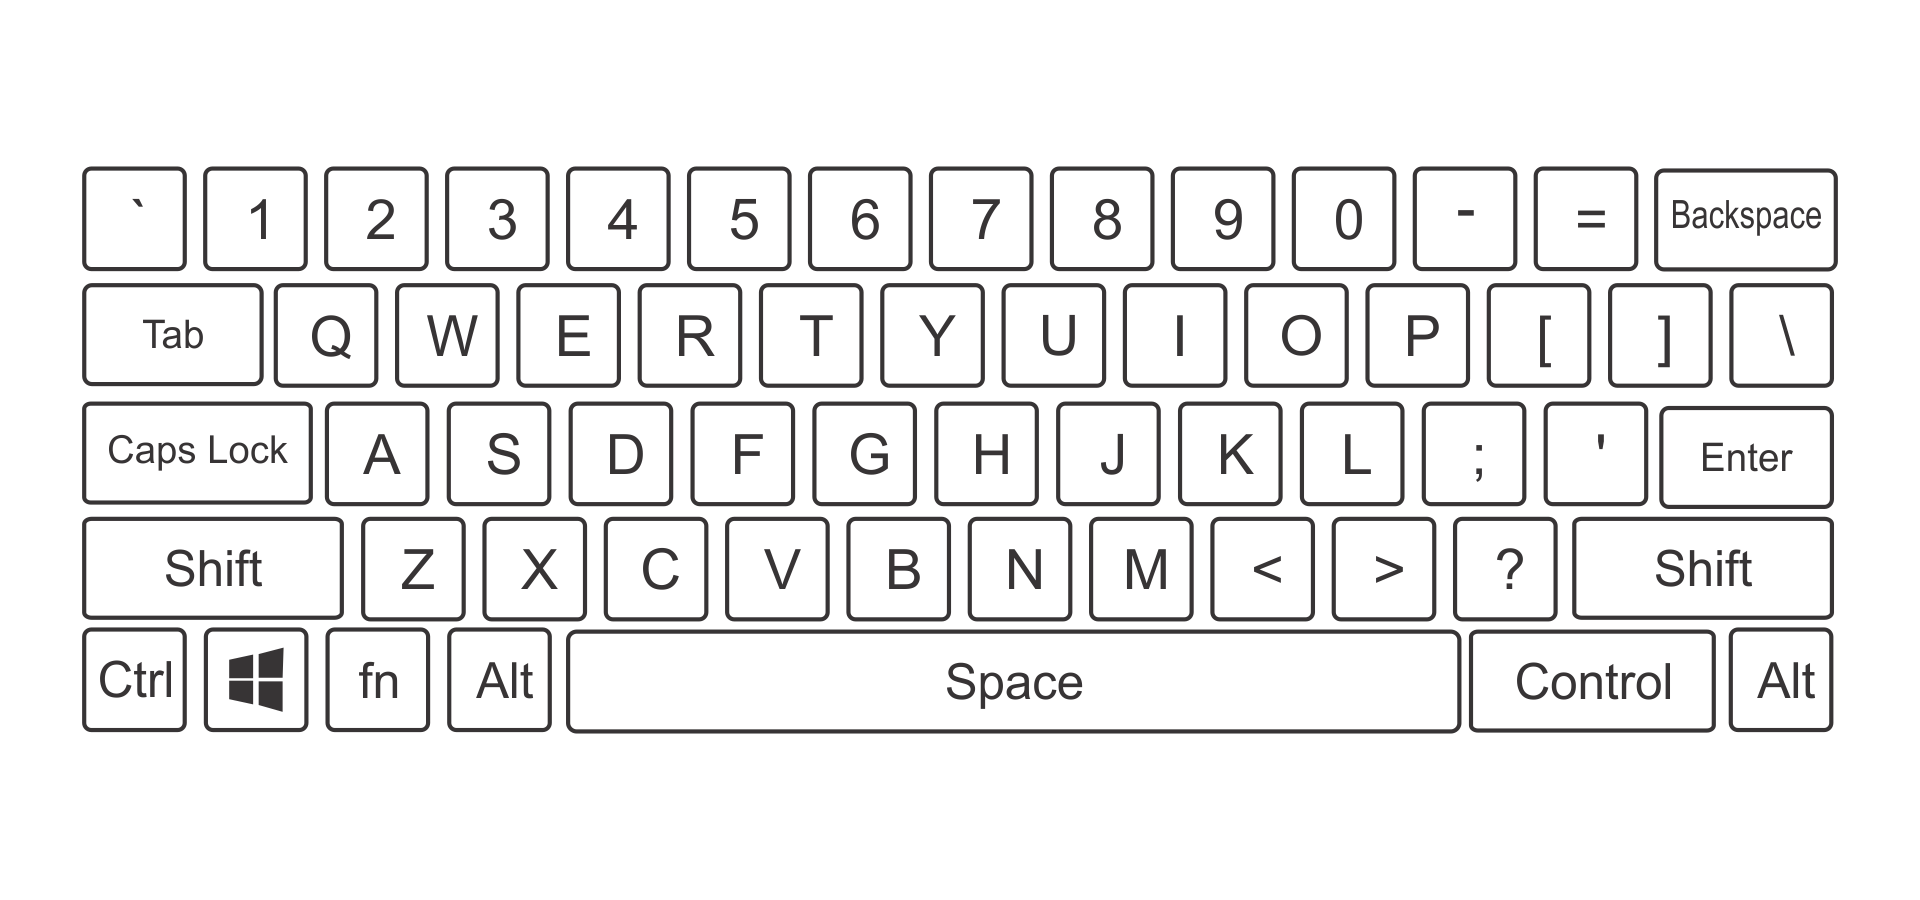 ` 1 2 3 4 5 6 7 8 9 0 - = Backspace
Tab Q W E R T Y U I O P [ ] \
Caps Lock A S D F G H J K L ; ' Enter
Shift Z X C V B N M < > ? Shift
Ctrl fn Alt Space Control Alt